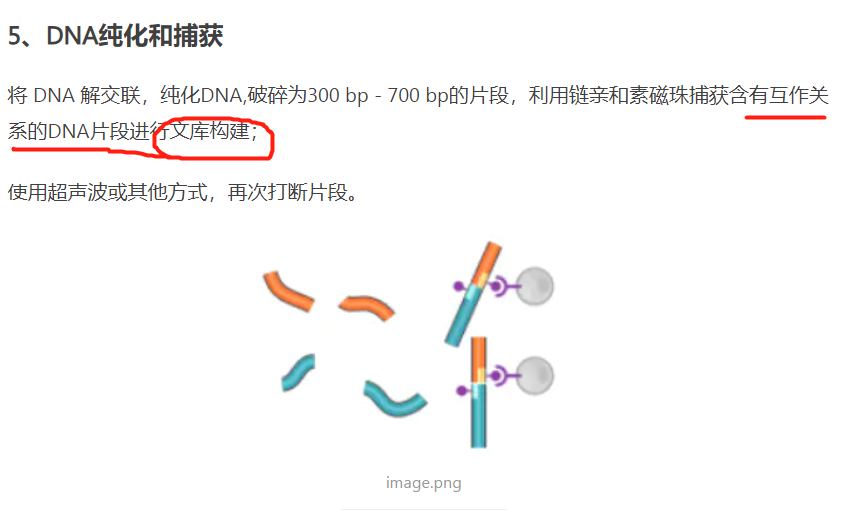 5、DNA纯化和捕获
将 DNA 解交联，纯化DNA,破碎为300 bp - 700 bp的片段，利用链亲和素磁珠捕获含有互作关
系的DNA片段进行文库构建；
使用超声波或其他方式，再次打断片段。
image.png